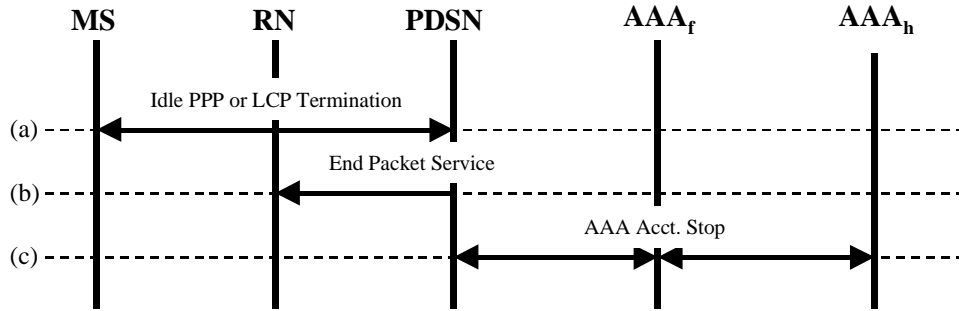 MS RN PDSN AAAf AAAh
Idle PPP or LCP Termination
(a)
End Packet Service
(b)
AAA Acct. Stop
(c)